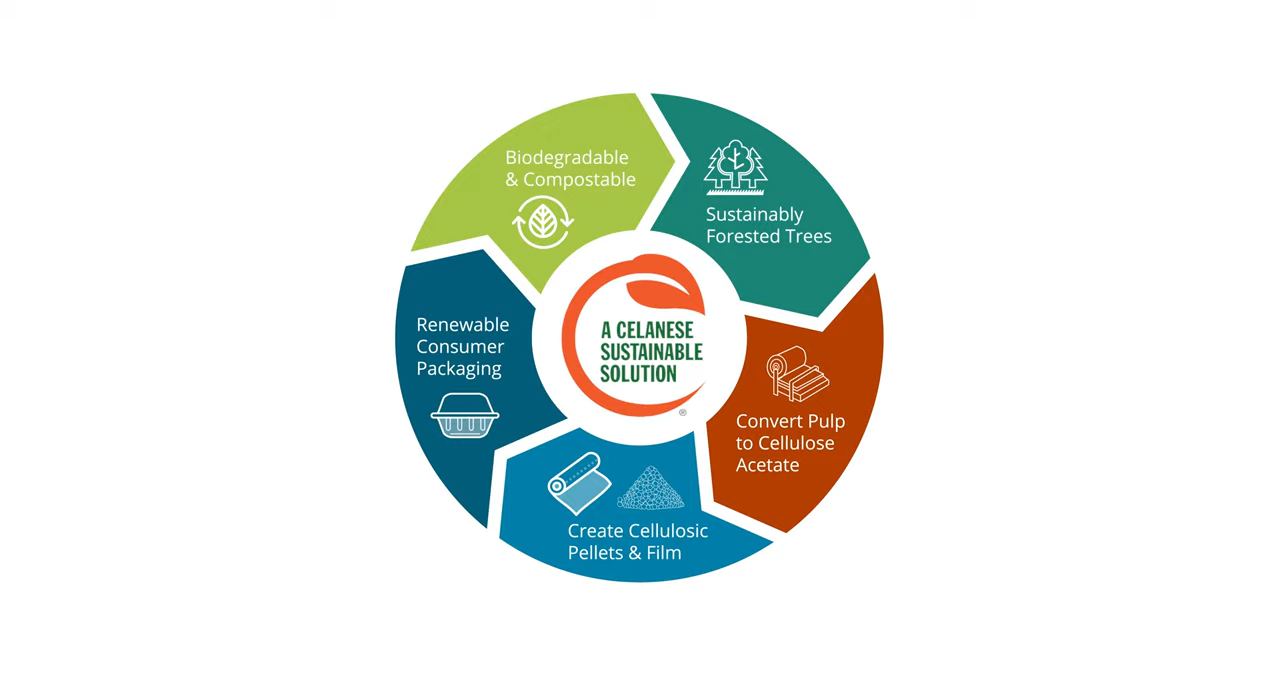 Biodegradable
& Compostable
Sustainably
Forested Trees
Renewable
Consumer
Packaging
A CELANESE
SUSTAINABLE
SOLUTION
®
Convert Pulp
to Cellulose
Acetate
Create Cellulosic
Pellets & Film